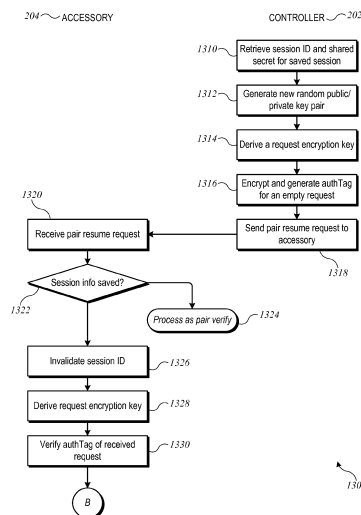 204 ACCESSORY
CONTROLLER 202
1310
Retrieve session ID and shared
secret for saved session
1312
Generate new random public/
private key pair
1314
Derive a request encryption key
1316
Encrypt and generate authTag
for an empty request
1320
Receive pair resume request
Send pair resume request to
accessory
1318
Session info saved?
1322
Process as pair verify
1324
Invalidate session ID
1326
Derive request encryption key
1328
Verify authTag of received
request
1330
B